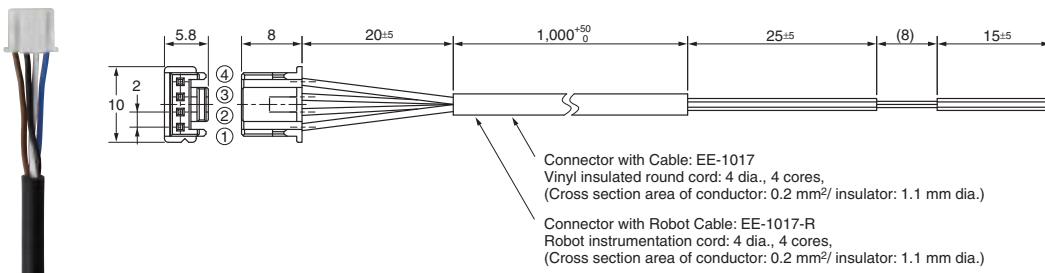 5.8
8
20±5
1,000 +50 0
25±5
(8)
15±5
2
10
④
③
②
①
Connector with Cable: EE-1017
Vinyl insulated round cord: 4 dia., 4 cores,
(Cross section area of conductor: 0.2 mm²/ insulator: 1.1 mm dia.)
Connector with Robot Cable: EE-1017-R
Robot instrumentation cord: 4 dia., 4 cores,
(Cross section area of conductor: 0.2 mm²/ insulator: 1.1 mm dia.)